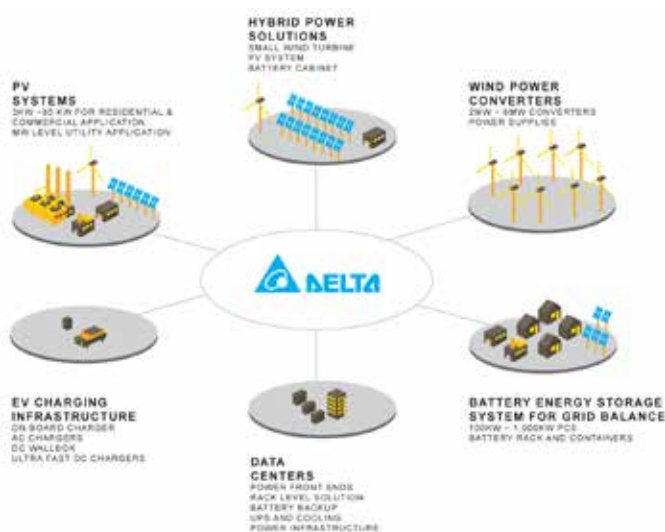 HYBRID POWER
SOLUTIONS
SMALL WIND TURBINE
PV SYSTEM
BATTERY CABINET
PV
SYSTEMS
3KW ~80 KW FOR RESIDENTIAL &
COMMERCIAL APPLICATION
MW LEVEL UTILITY APPLICATION
WIND POWER
CONVERTERS
2MW ~ 6MW CONVERTERS
POWER SUPPLIES
DELTA
EV CHARGING
INFRASTRUCTURE
ON BOARD CHARGER
AC CHARGERS
DC WALLBOX
ULTRA FAST DC CHARGERS
DATA
CENTERS
POWER FRONT ENDS
RACK LEVEL SOLUTION
BATTERY BACKUP
UPS AND COOLING
POWER INFRASTRUCTURE
BATTERY ENERGY STORAGE
SYSTEM FOR GRID BALANCE
100KW ~ 1,000KW PCS
BATTERY RACK AND CONTAINERS